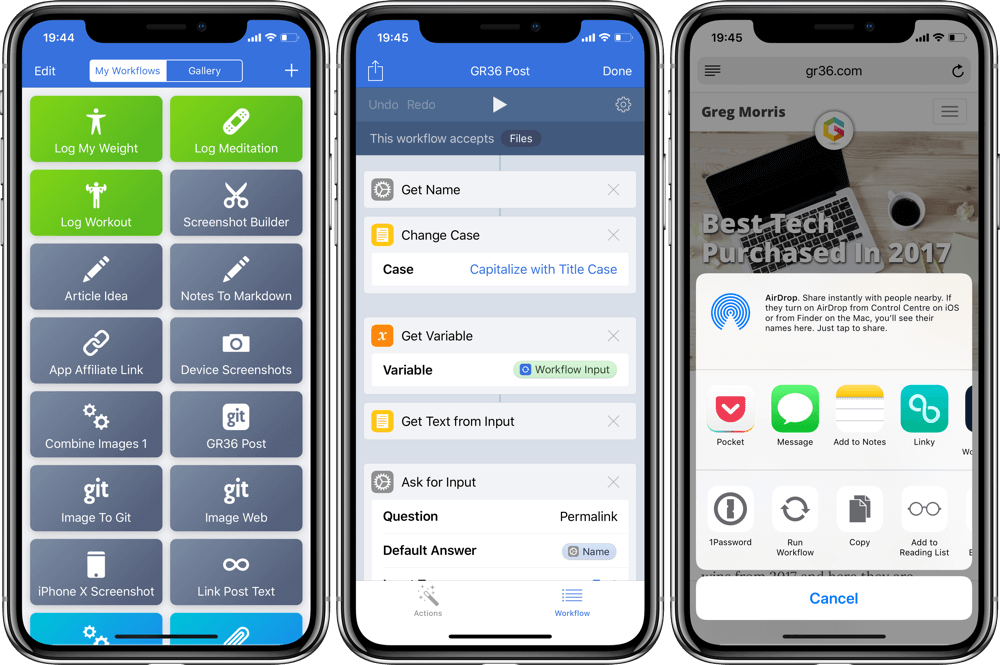 19:44
Edit
My Workflows
Gallery
+
Log My Weight
Log Meditation
Log Workout
Screenshot Builder
Article Idea
Notes To Markdown
App Affiliate Link
Device Screenshots
Combine Images 1
git
GR36 Post
git
Image To Git
git
Image Web
iPhone X Screenshot
Link Post Text
19:45
GR36 Post
Done
Undo
Redo
This workflow accepts
Files
Get Name
Change Case
Case
Capitalize with Title Case
x
Get Variable
Variable
Workflow Input
Get Text from Input
Ask for Input
Question
Permalink
Default Answer
Name
Actions
Workflow
19:45
gr36.com
Greg Morris
Best Tech
Purchased In 2017
AirDrop. Share instantly with people nearby. If
they turn on AirDrop from Control Centre on iOS
or from Finder on the Mac, you'll see their
names here. Just tap to share.
Pocket
Message
Add to Notes
Linky
1Password
Run
Workflow
Copy
Add to
Reading List
wins from 2017 and here they are
Cancel